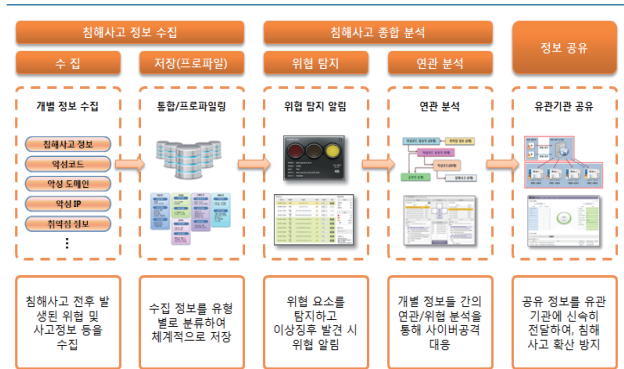 침해사고 정보 수집
침해사고 종합 분석
정보 공유
수 집
저장(프로파일)
위협 탐지
연관 분석
개별 정보 수집
통합/프로파일링
위협 탐지 알림
연관 분석
유관기관 공유
침해사고 정보
악성코드
악성 도메인
악성 IP
취약점 정보
침해사고 전후 발
생된 위협 및
사고정보 등을
수집
수집 정보를 유형
별로 분류하여
체계적으로 저장
위협 요소를
탐지하고
이상징후 발견 시
위협 알림
개별 정보들 간의
연관/위협 분석을
통해 사이버공격
대응
공유 정보를 유관
기관에 신속히
전달하여, 침해
사고 확산 방지